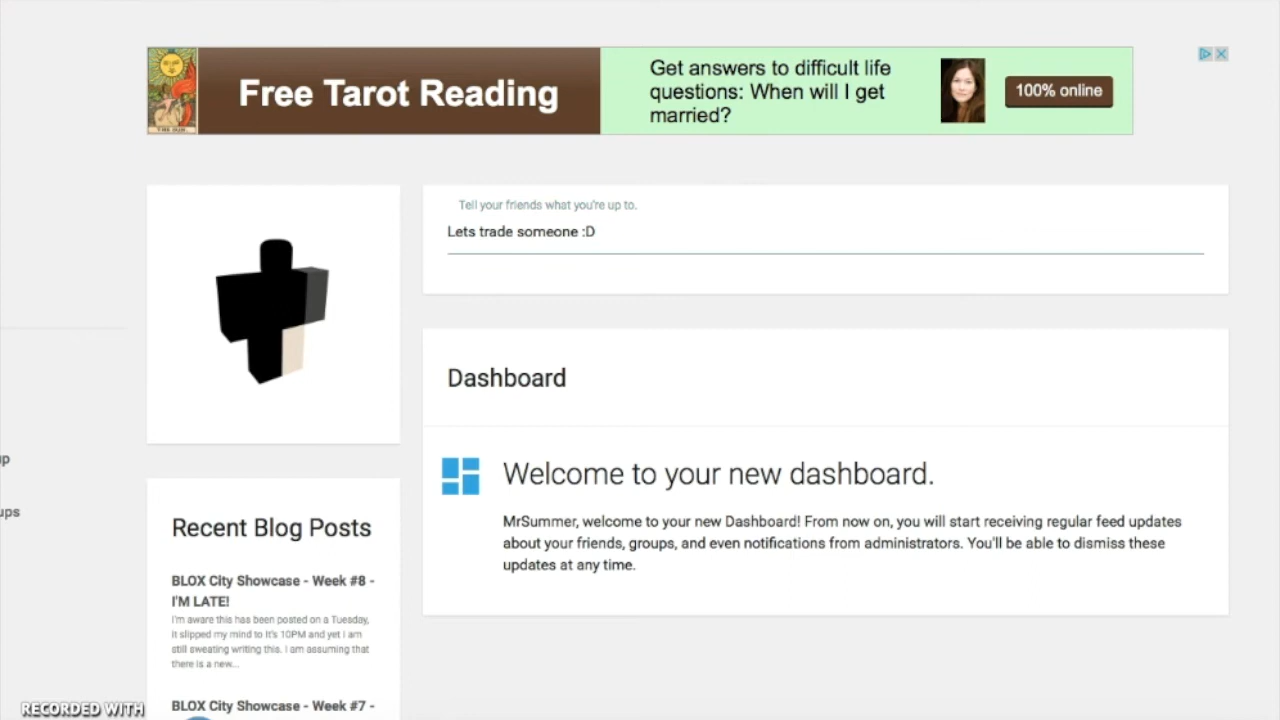 Free Tarot Reading
Get answers to difficult life
questions: When will I get
married?
100% online
THE SUN.
Tell your friends what you're up to.
Lets trade someone :D
Dashboard
Welcome to your new dashboard.
MrSummer, welcome to your new Dashboard! From now on, you will start receiving regular feed updates
about your friends, groups, and even notifications from administrators. You'll be able to dismiss these
updates at any time.
up
ups
Recent Blog Posts
BLOX City Showcase - Week #8 -
I'M LATE!
I'm aware this has been posted on a Tuesday,
It slipped my mind to It's 10PM and yet I am
still sweating writing this. I am assuming that
there is a new...
BLOX City Showcase - Week #7 -
RECORDED WITH